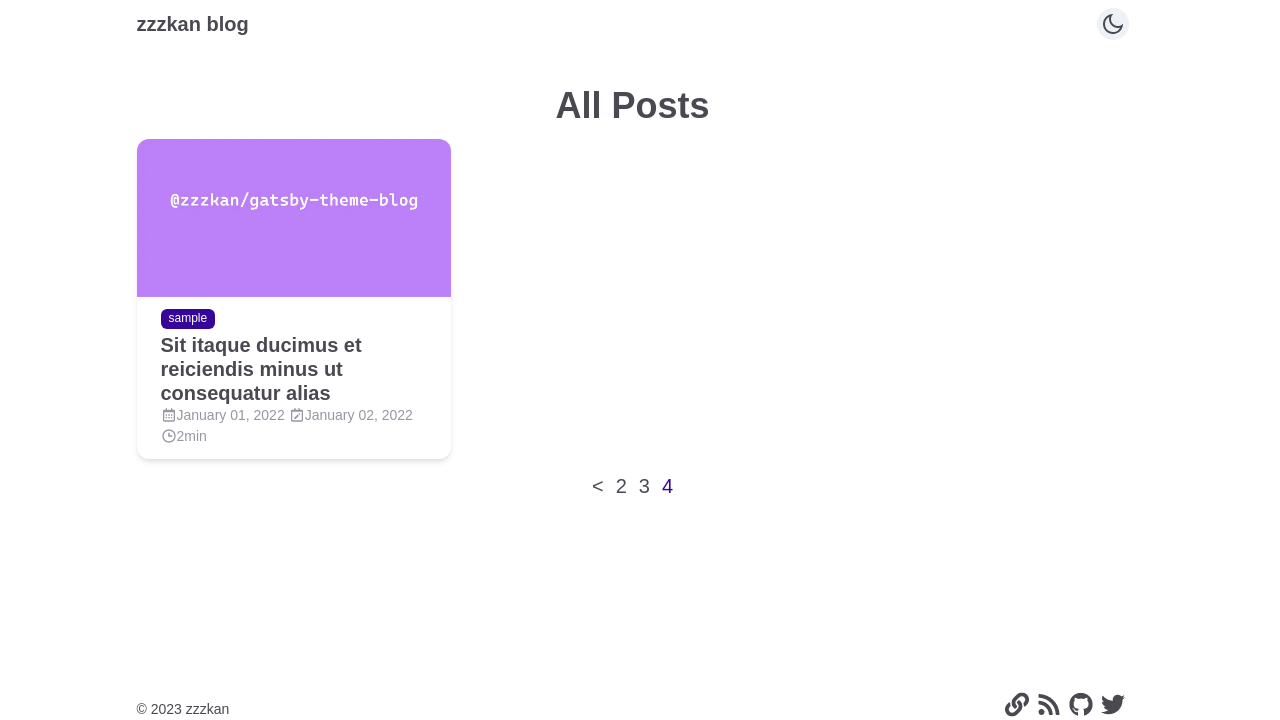 zzzkan blog
All Posts
@zzzkan/gatsby-theme-blog
sample
Sit itaque ducimus et
reiciendis minus ut
consequatur alias
January 01, 2022 January 02, 2022
2min
< 2 3 4
© 2023 zzzkan